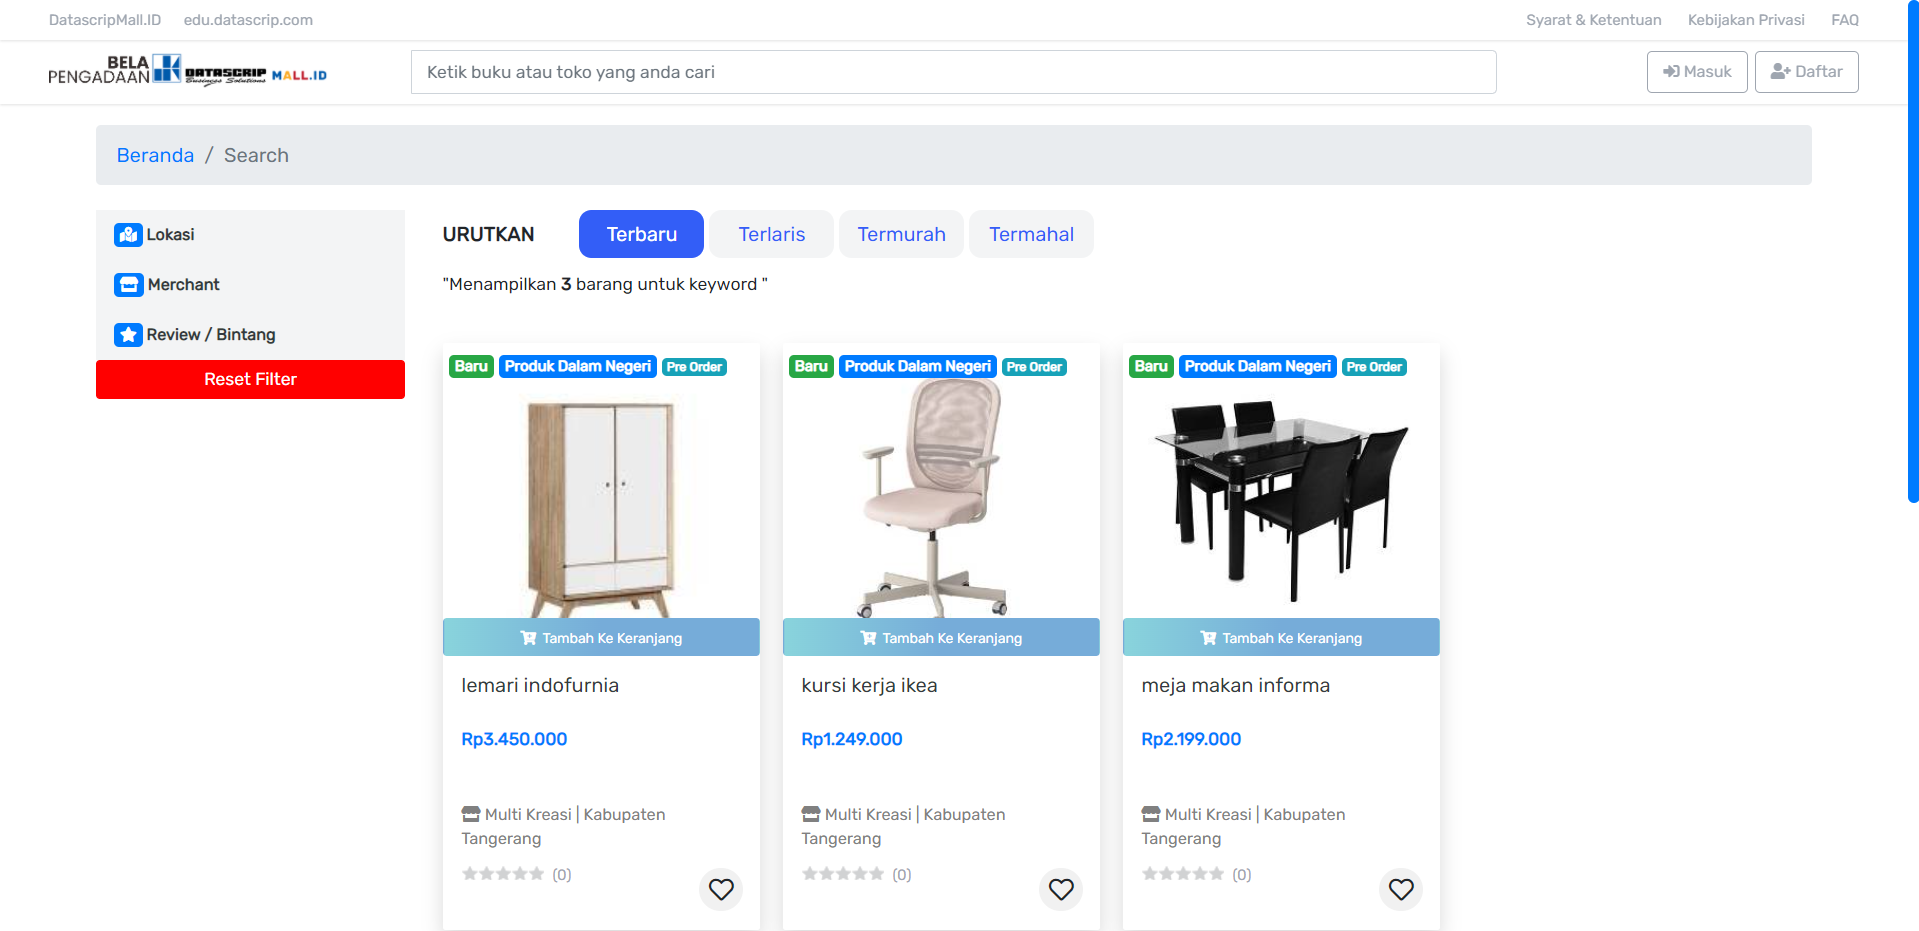 DatascripMall.ID edu.datascrip.com Syarat & Ketentuan Kebijakan Privasi FAQ
BELA PENGADAAN DATASCRIP Business Solutions MALL.ID Ketik buku atau toko yang anda cari Masuk Daftar
Beranda / Search
Lokasi
Merchant
Review / Bintang
Reset Filter
URUTKAN Terbaru Terlaris Termurah Termahal
"Menampilkan 3 barang untuk keyword "
Baru Produk Dalam Negeri Pre Order
Tambah Ke Keranjang
lemari indofurnia
Rp3.450.000
Multi Kreasi | Kabupaten
Tangerang
(0)
Baru Produk Dalam Negeri Pre Order
Tambah Ke Keranjang
kursi kerja ikea
Rp1.249.000
Multi Kreasi | Kabupaten
Tangerang
(0)
Baru Produk Dalam Negeri Pre Order
Tambah Ke Keranjang
meja makan informa
Rp2.199.000
Multi Kreasi | Kabupaten
Tangerang
(0)